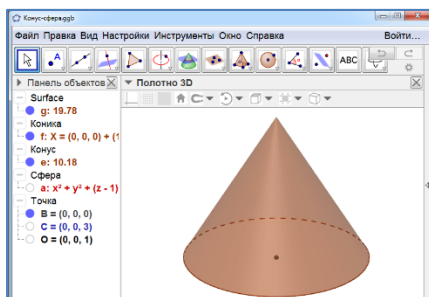 Конус-сфера.ggb
Файл Правка Вид Настройки Инструменты Окно Справка Войти...
ABC
Панель объектов
Полотно 3D
Surface
g: 19.78
Коника
f: X = (0, 0, 0) + (1
Конус
e: 10.18
Сфера
a: x² + y² + (z - 1)
Точка
B = (0, 0, 0)
C = (0, 0, 3)
O = (0, 0, 1)